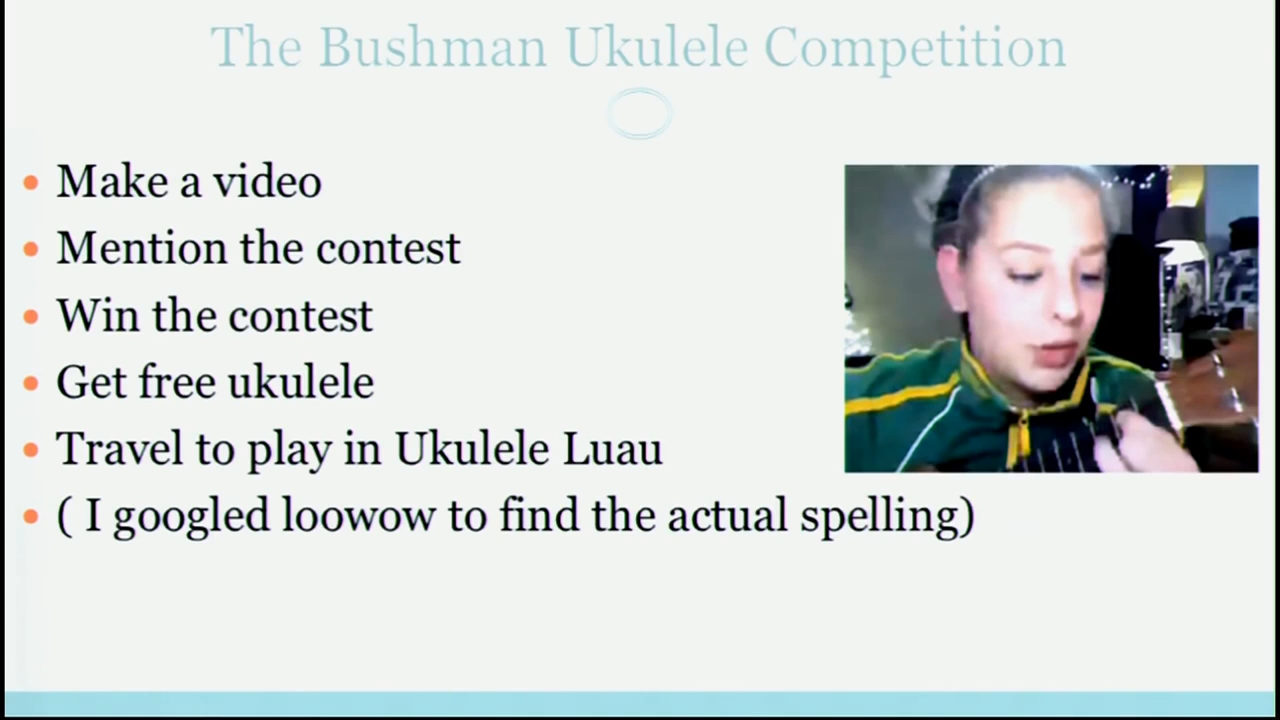 The Bushman Ukulele Competition
Make a video
Mention the contest
Win the contest
Get free ukulele
Travel to play in Ukulele Luau
( I googled loowow to find the actual spelling)